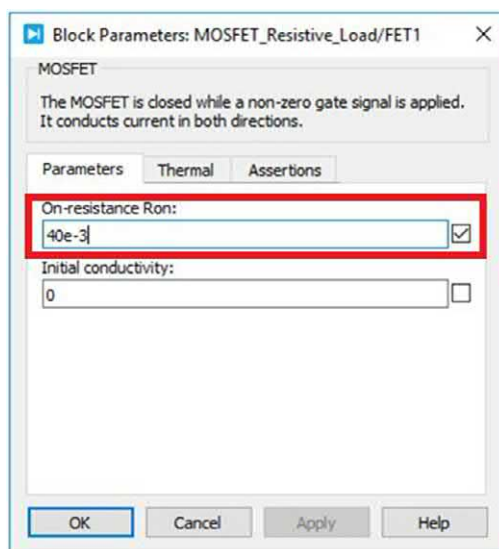 Block Parameters: MOSFET_Resistive_Load/FET1
MOSFET
The MOSFET is closed while a non-zero gate signal is applied.
It conducts current in both directions.
Parameters Thermal Assertions
On-resistance Ron:
40e-3
Initial conductivity:
0
OK Cancel Apply Help